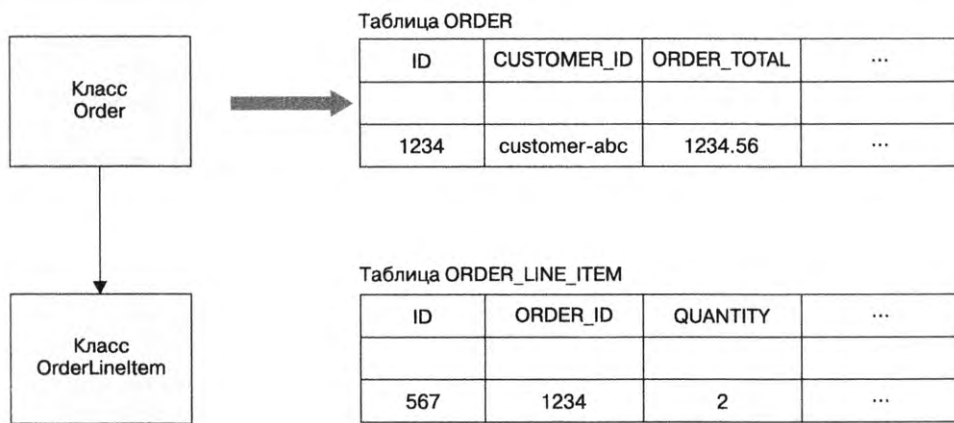 Таблица ORDER
Класс
Order
ID CUSTOMER_ID ORDER_TOTAL ...
1234 customer-abc 1234.56 ...
Таблица ORDER_LINE_ITEM
Класс
OrderLineItem
ID ORDER_ID QUANTITY ...
567 1234 2 ...